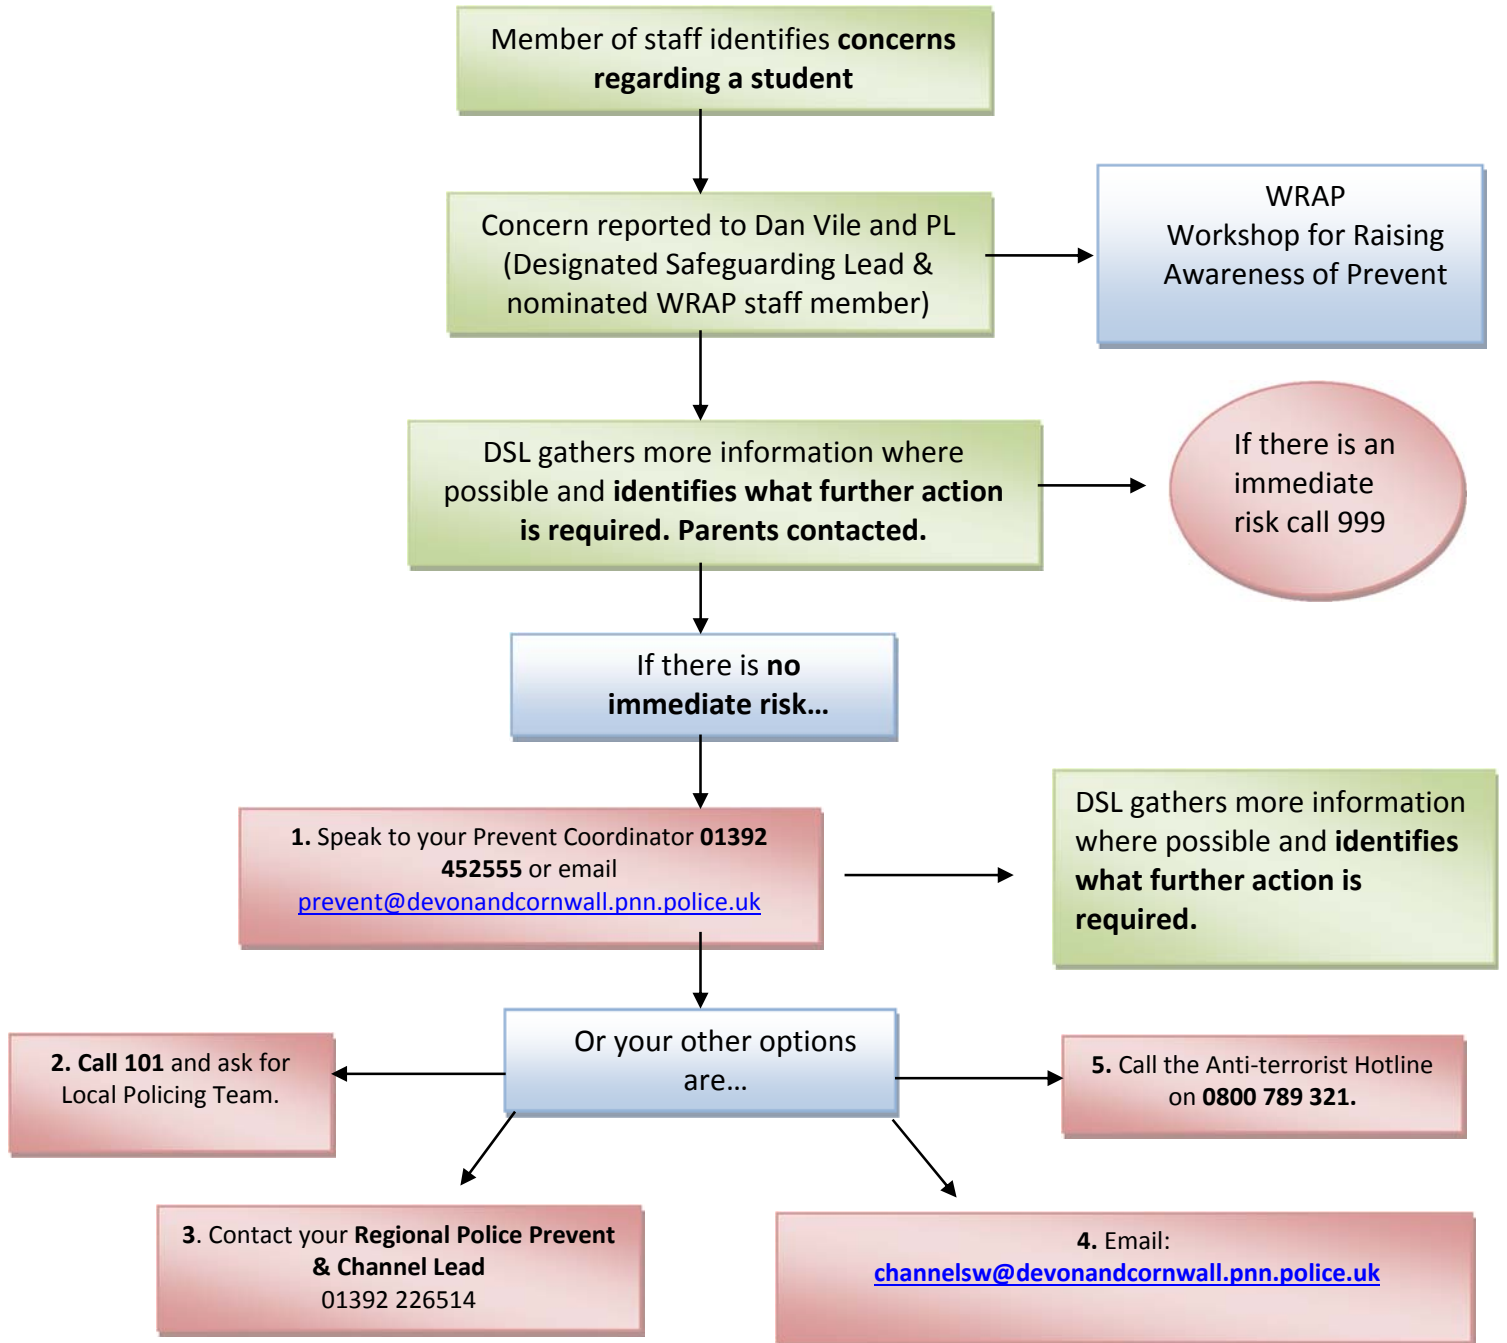 Member of staff identifies concerns
regarding a student
Concern reported to Dan Vile and PL
(Designated Safeguarding Lead &
nominated WRAP staff member)
WRAP
Workshop for Raising
Awareness of Prevent
DSL gathers more information where
possible and identifies what further action
is required. Parents contacted.
If there is an
immediate
risk call 999
If there is no
immediate risk...
1. Speak to your Prevent Coordinator 01392
452555 or email
prevent@devonandcornwall.pnn.police.uk
DSL gathers more information
where possible and identifies
what further action is
required.
Or your other options
are...
2. Call 101 and ask for
Local Policing Team.
5. Call the Anti-terrorist Hotline
on 0800 789 321.
3. Contact your Regional Police Prevent
& Channel Lead
01392 226514
4. Email:
channelsw@devonandcornwall.pnn.police.uk